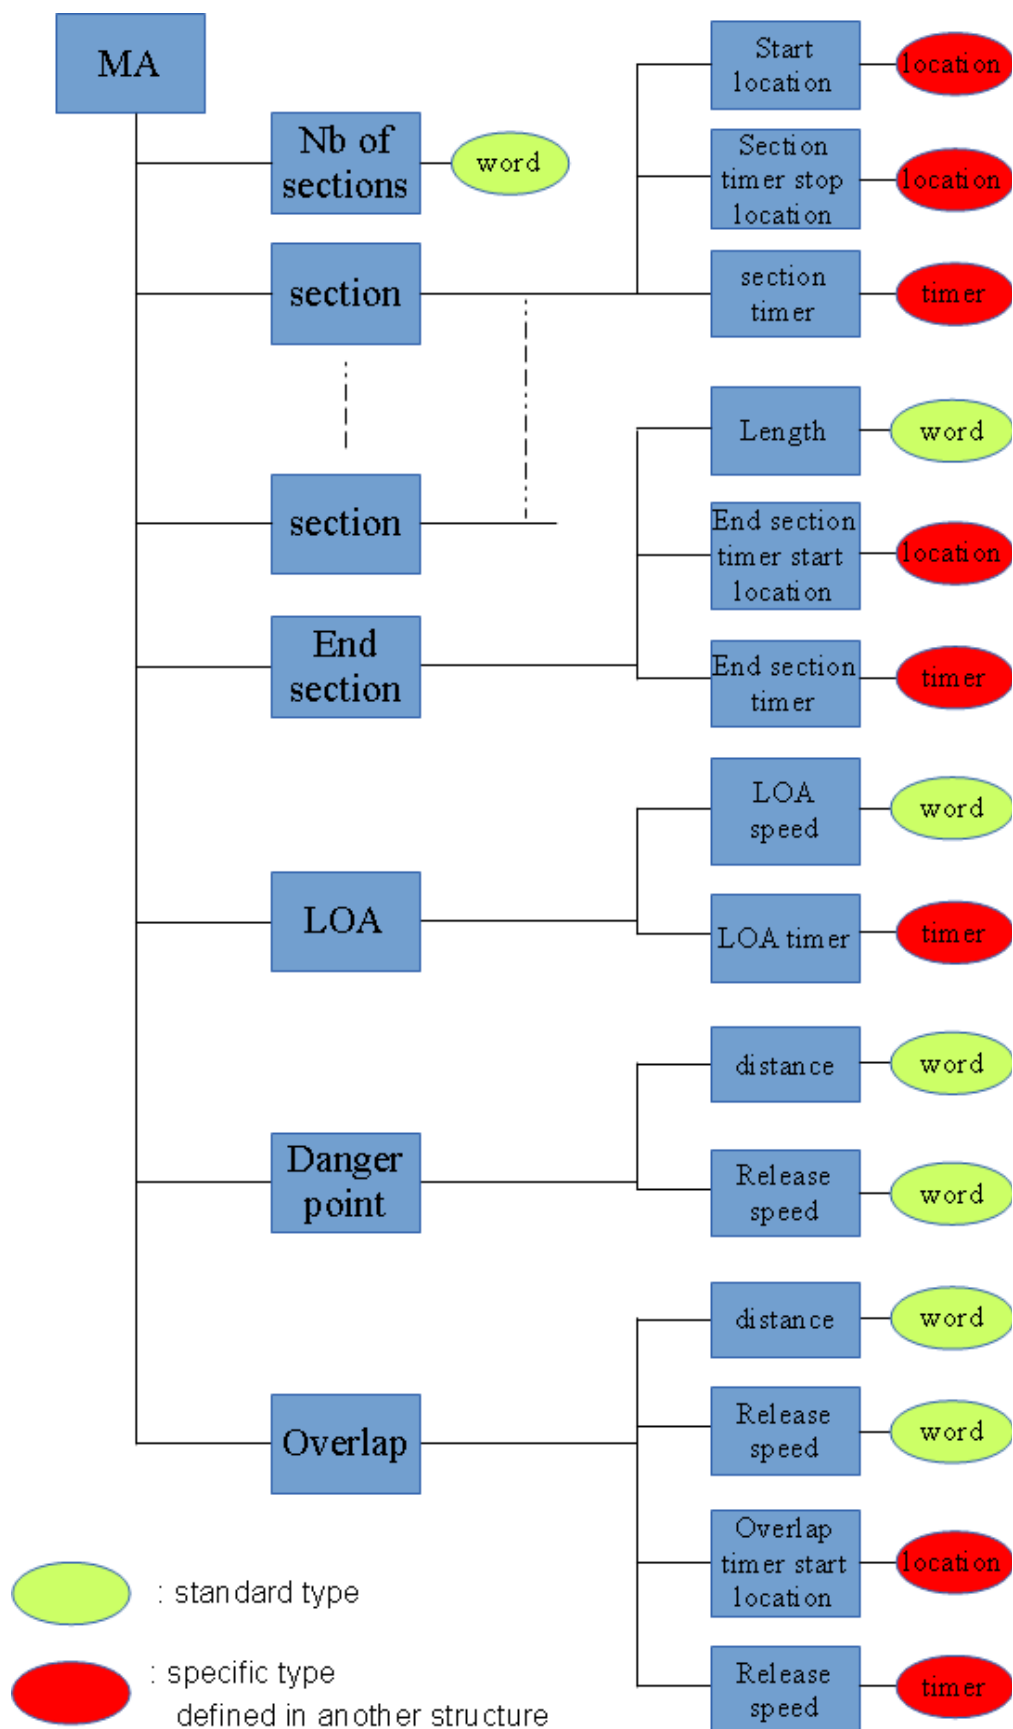 MA
Nb of
sections
word
section
Start
location
location
Section
timer stop
location
location
section
timer
timer
section
End
section
Length
word
End section
timer start
location
location
End section
timer
timer
LOA
LOA
speed
word
LOA timer
timer
Danger
point
distance
word
Release
speed
word
Overlap
distance
word
Release
speed
word
Overlap
timer start
location
location
Release
speed
timer
: standard type
: specific type
defined in another structure